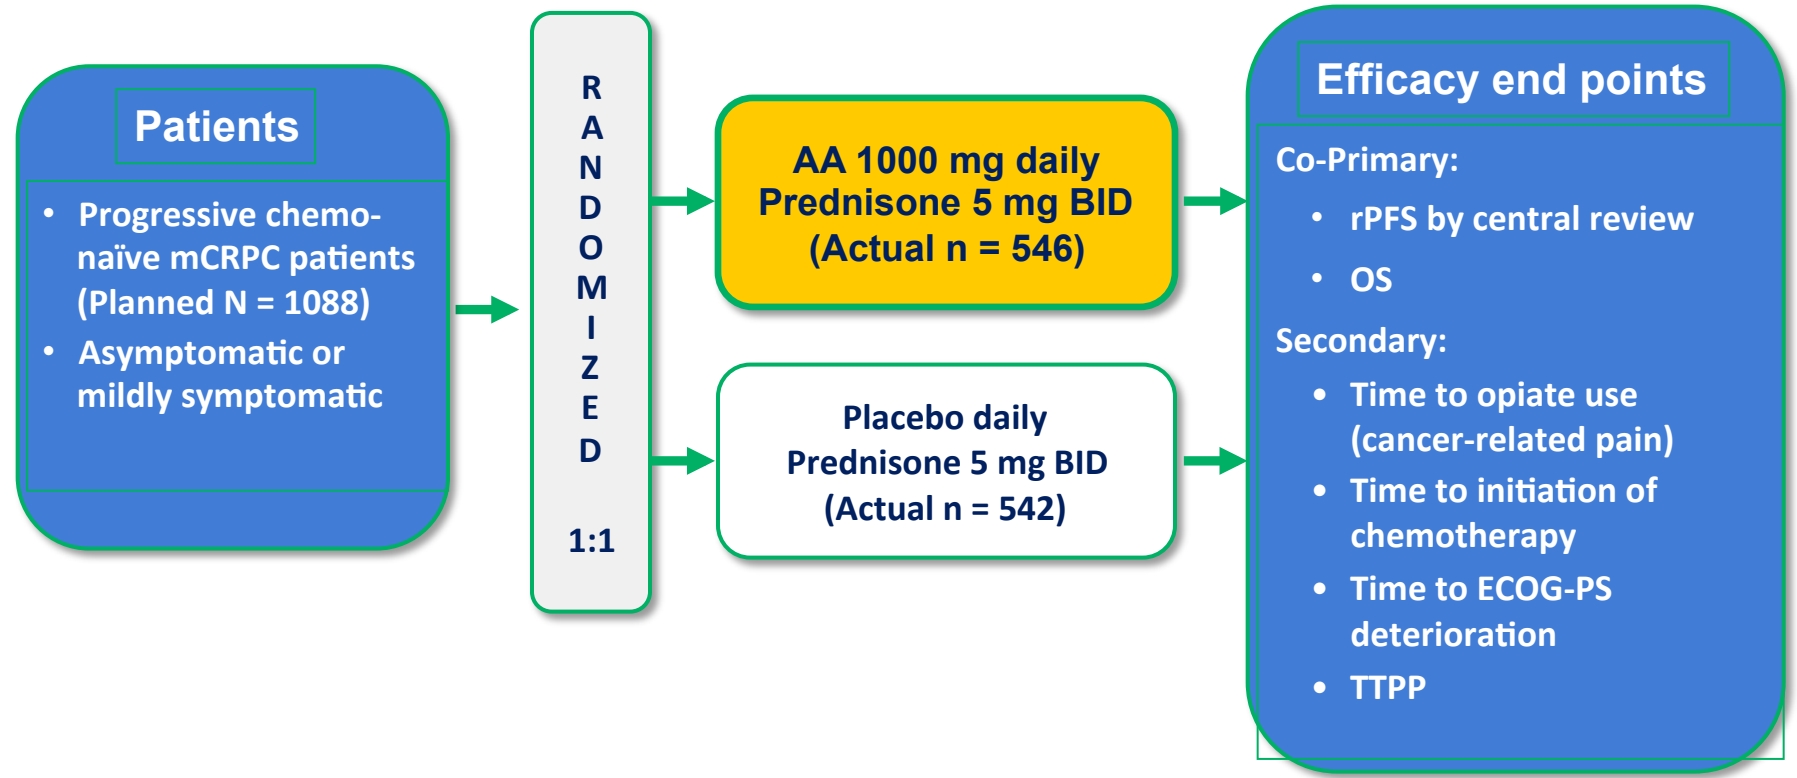 Patients
• Progressive chemo-
naïve mCRPC patients
(Planned N = 1088)
• Asymptomatic or
mildly symptomatic
R
A
N
D
O
M
I
Z
E
D
1:1
AA 1000 mg daily
Prednisone 5 mg BID
(Actual n = 546)
Placebo daily
Prednisone 5 mg BID
(Actual n = 542)
Efficacy end points
Co-Primary:
• rPFS by central review
• OS
Secondary:
• Time to opiate use
(cancer-related pain)
• Time to initiation of
chemotherapy
• Time to ECOG-PS
deterioration
• TTPP